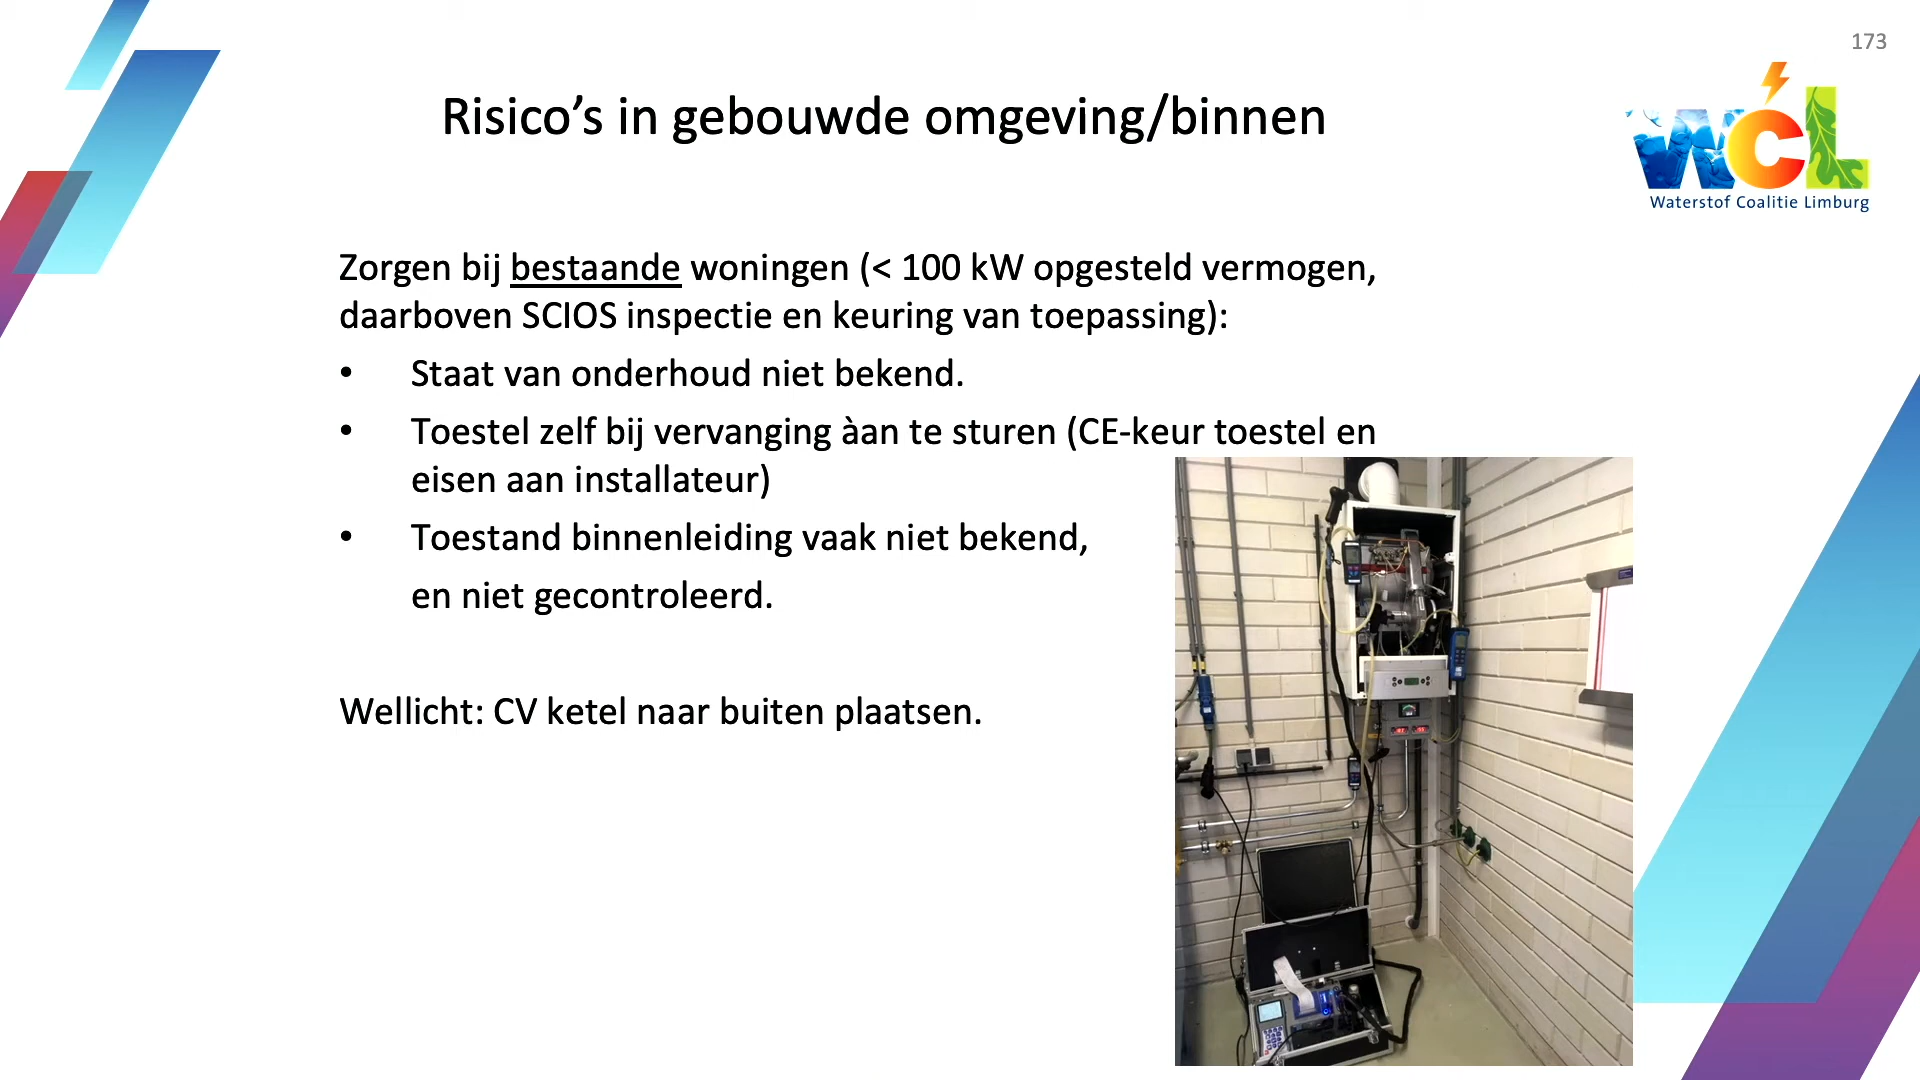 173
Risico’s in gebouwde omgeving/binnen
WCL
Waterstof Coalitie Limburg
Zorgen bij bestaande woningen (< 100 kW opgesteld vermogen,
daarboven SCIOS inspectie en keuring van toepassing):
• Staat van onderhoud niet bekend.
• Toestel zelf bij vervanging àan te sturen (CE-keur toestel en
eisen aan installateur)
• Toestand binnenleiding vaak niet bekend,
en niet gecontroleerd.
Wellicht: CV ketel naar buiten plaatsen.